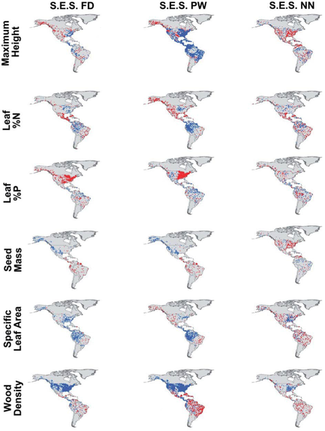 S.E.S. FD S.E.S. PW S.E.S. NN
Maximum
Height
Leaf
%N
Leaf
%P
Seed
Mass
Specific
Leaf Area
Wood
Density